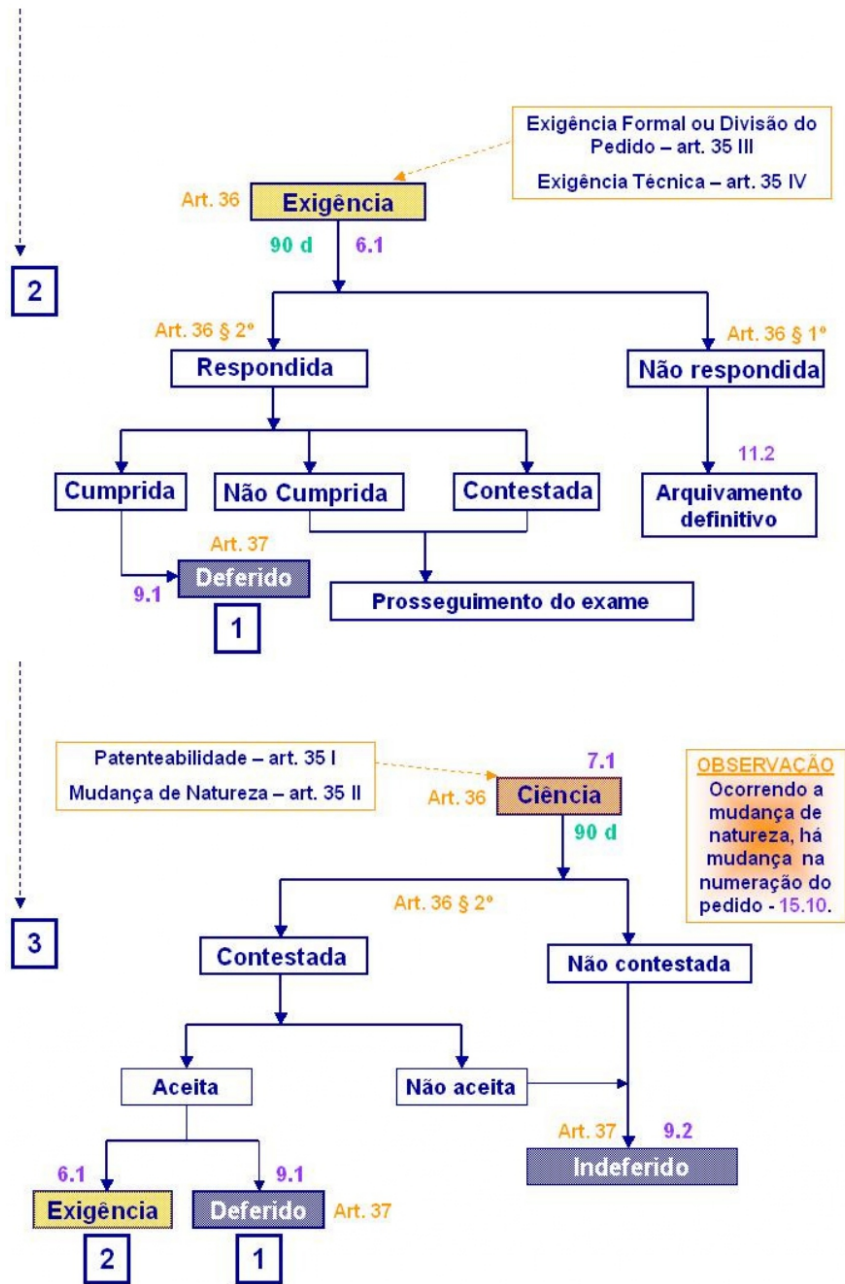 Exigência Formal ou Divisão do
Pedido – art. 35 III
Exigência Técnica – art. 35 IV
Art. 36
Exigência
90 d
6.1
2
Art. 36 § 2°
Art. 36 § 1°
Respondida
Não respondida
11.2
Cumprida
Não Cumprida
Contestada
Arquivamento
definitivo
Art. 37
9.1
Deferido
Prosseguimento do exame
1
Patenteabilidade – art. 35 I
Mudança de Natureza – art. 35 II
7.1
Art. 36
Ciência
90 d
OBSERVAÇÃO
Ocorrendo a
mudança de
natureza, há
mudança na
numeração do
pedido - 15.10.
Art. 36 § 2°
3
Contestada
Não contestada
Aceita
Não aceita
Art. 37
9.2
Indeferido
6.1
9.1
Exigência
Deferido
Art. 37
2
1